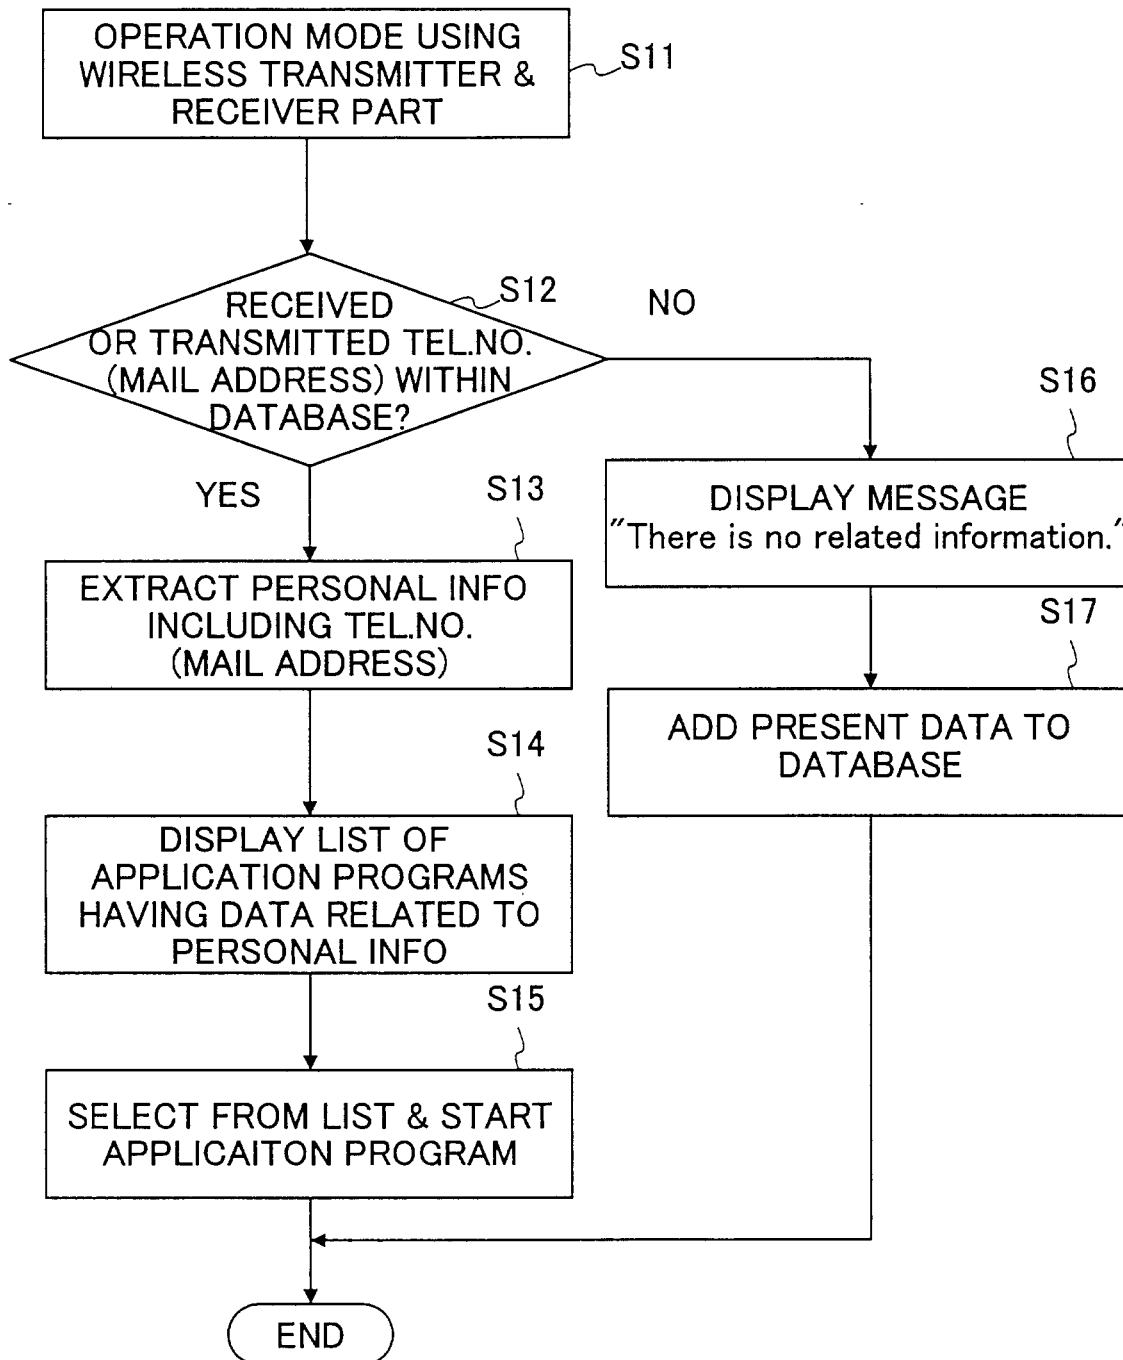 OPERATION MODE USING
WIRELESS TRANSMITTER &
RECEIVER PART
S11
RECEIVED
OR TRANSMITTED TEL.NO.
(MAIL ADDRESS) WITHIN
DATABASE?
S12
NO
YES
S13
EXTRACT PERSONAL INFO
INCLUDING TEL.NO.
(MAIL ADDRESS)
S14
DISPLAY LIST OF
APPLICATION PROGRAMS
HAVING DATA RELATED TO
PERSONAL INFO
S15
SELECT FROM LIST & START
APPLICAITON PROGRAM
S16
DISPLAY MESSAGE
"There is no related information."
S17
ADD PRESENT DATA TO
DATABASE
END